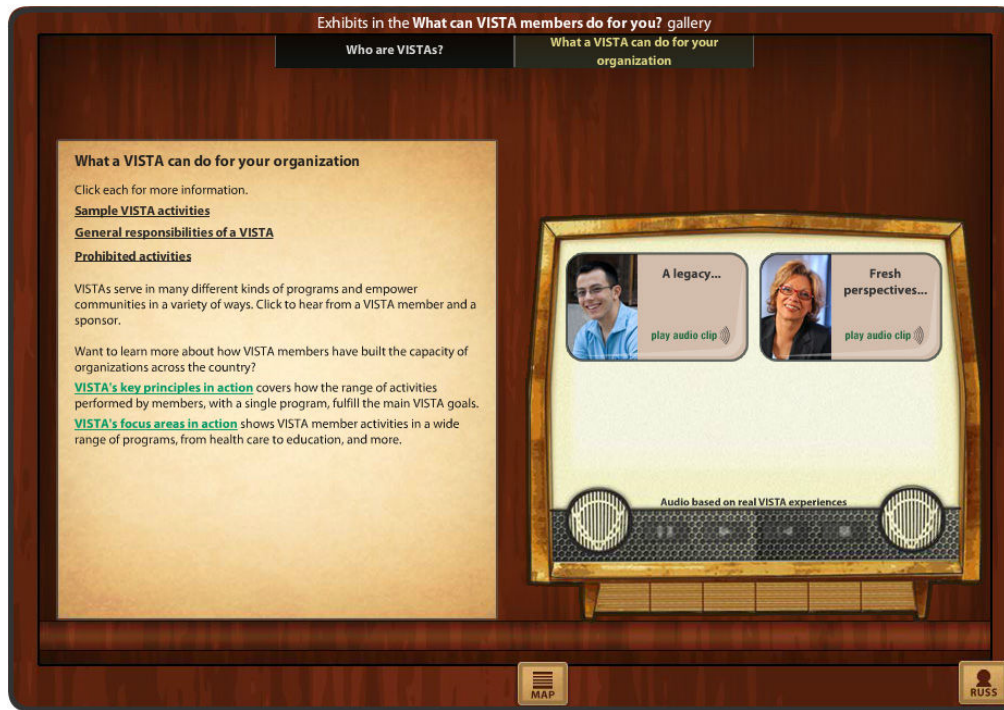 Exhibits in the What can VISTA members do for you? gallery
Who are VISTAs?
What a VISTA can do for your
organization
What a VISTA can do for your organization
Click each for more information.
Sample VISTA activities
General responsibilities of a VISTA
Prohibited activities
VISTAs serve in many different kinds of programs and empower
communities in a variety of ways. Click to hear from a VISTA member and a
sponsor.
Want to learn more about how VISTA members have built the capacity of
organizations across the country?
VISTA's key principles in action covers how the range of activities
performed by members, with a single program, fulfill the main VISTA goals.
VISTA's focus areas in action shows VISTA member activities in a wide
range of programs, from health care to education, and more.
A legacy...
play audio clip
Fresh
perspectives...
play audio clip
Audio based on real VISTA experiences
MAP
RUSS